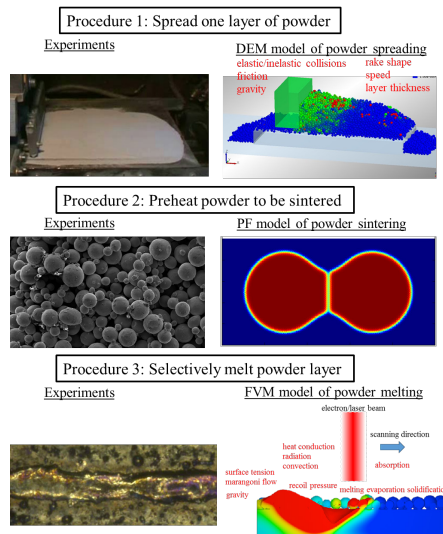 Procedure 1: Spread one layer of powder
Experiments
DEM model of powder spreading
elastic/inelastic collisions
friction
gravity
rake shape
speed
layer thickness
Procedure 2: Preheat powder to be sintered
Experiments
PF model of powder sintering
Procedure 3: Selectively melt powder layer
Experiments
FVM model of powder melting
electron/laser beam
scanning direction
heat conduction
radiation
convection
absorption
surface tension
marangoni flow
gravity
recoil pressure
melting evaporation solidificatio